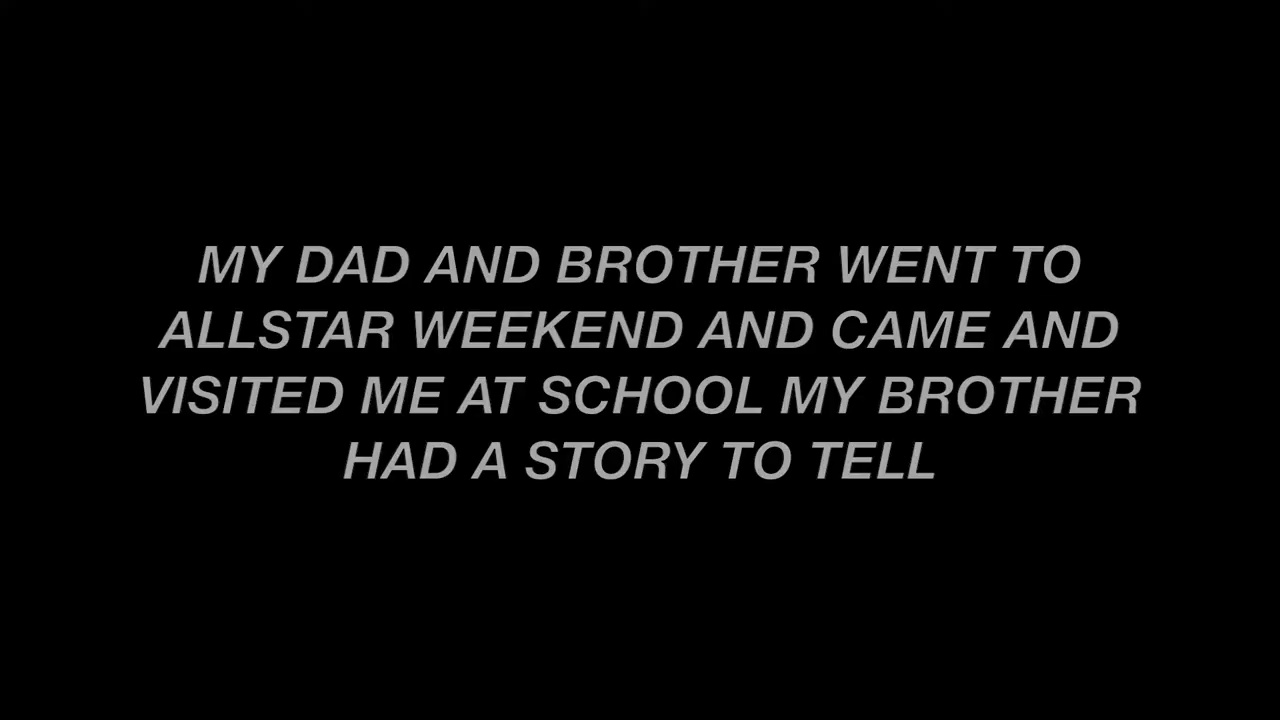 MY DAD AND BROTHER WENT TO
ALLSTAR WEEKEND AND CAME AND
VISITED ME AT SCHOOL MY BROTHER
HAD A STORY TO TELL